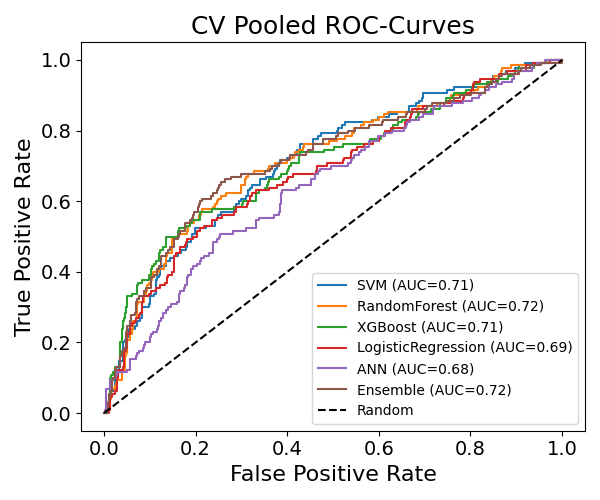 CV Pooled ROC-Curves
True Positive Rate
1.0
0.8
0.6
0.4
0.2
0.0
SVM (AUC=0.71)
RandomForest (AUC=0.72)
XGBoost (AUC=0.71)
LogisticRegression (AUC=0.69)
ANN (AUC=0.68)
Ensemble (AUC=0.72)
Random
0.0 0.2 0.4 0.6 0.8 1.0
False Positive Rate